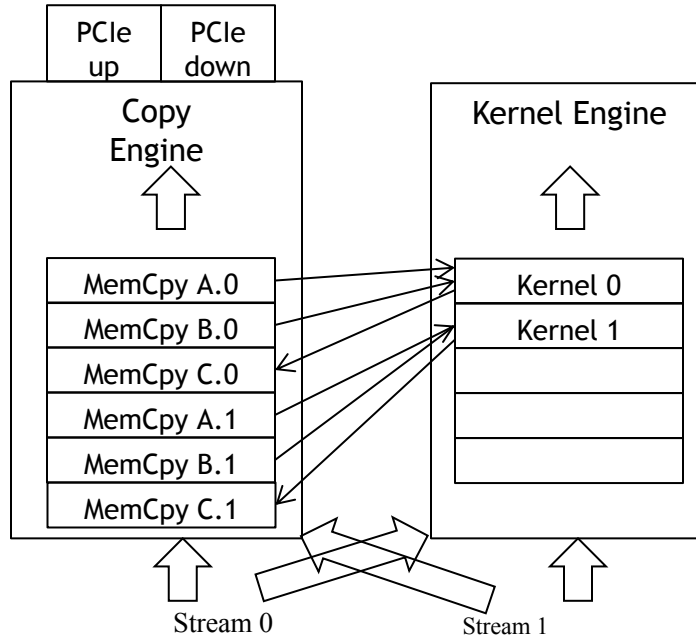 PCIe
up
PCIe
down
Copy
Engine
Kernel Engine
MemCpy A.0
MemCpy B.0
MemCpy C.0
MemCpy A.1
MemCpy B.1
MemCpy C.1
Kernel 0
Kernel 1
Stream 0
Stream 1